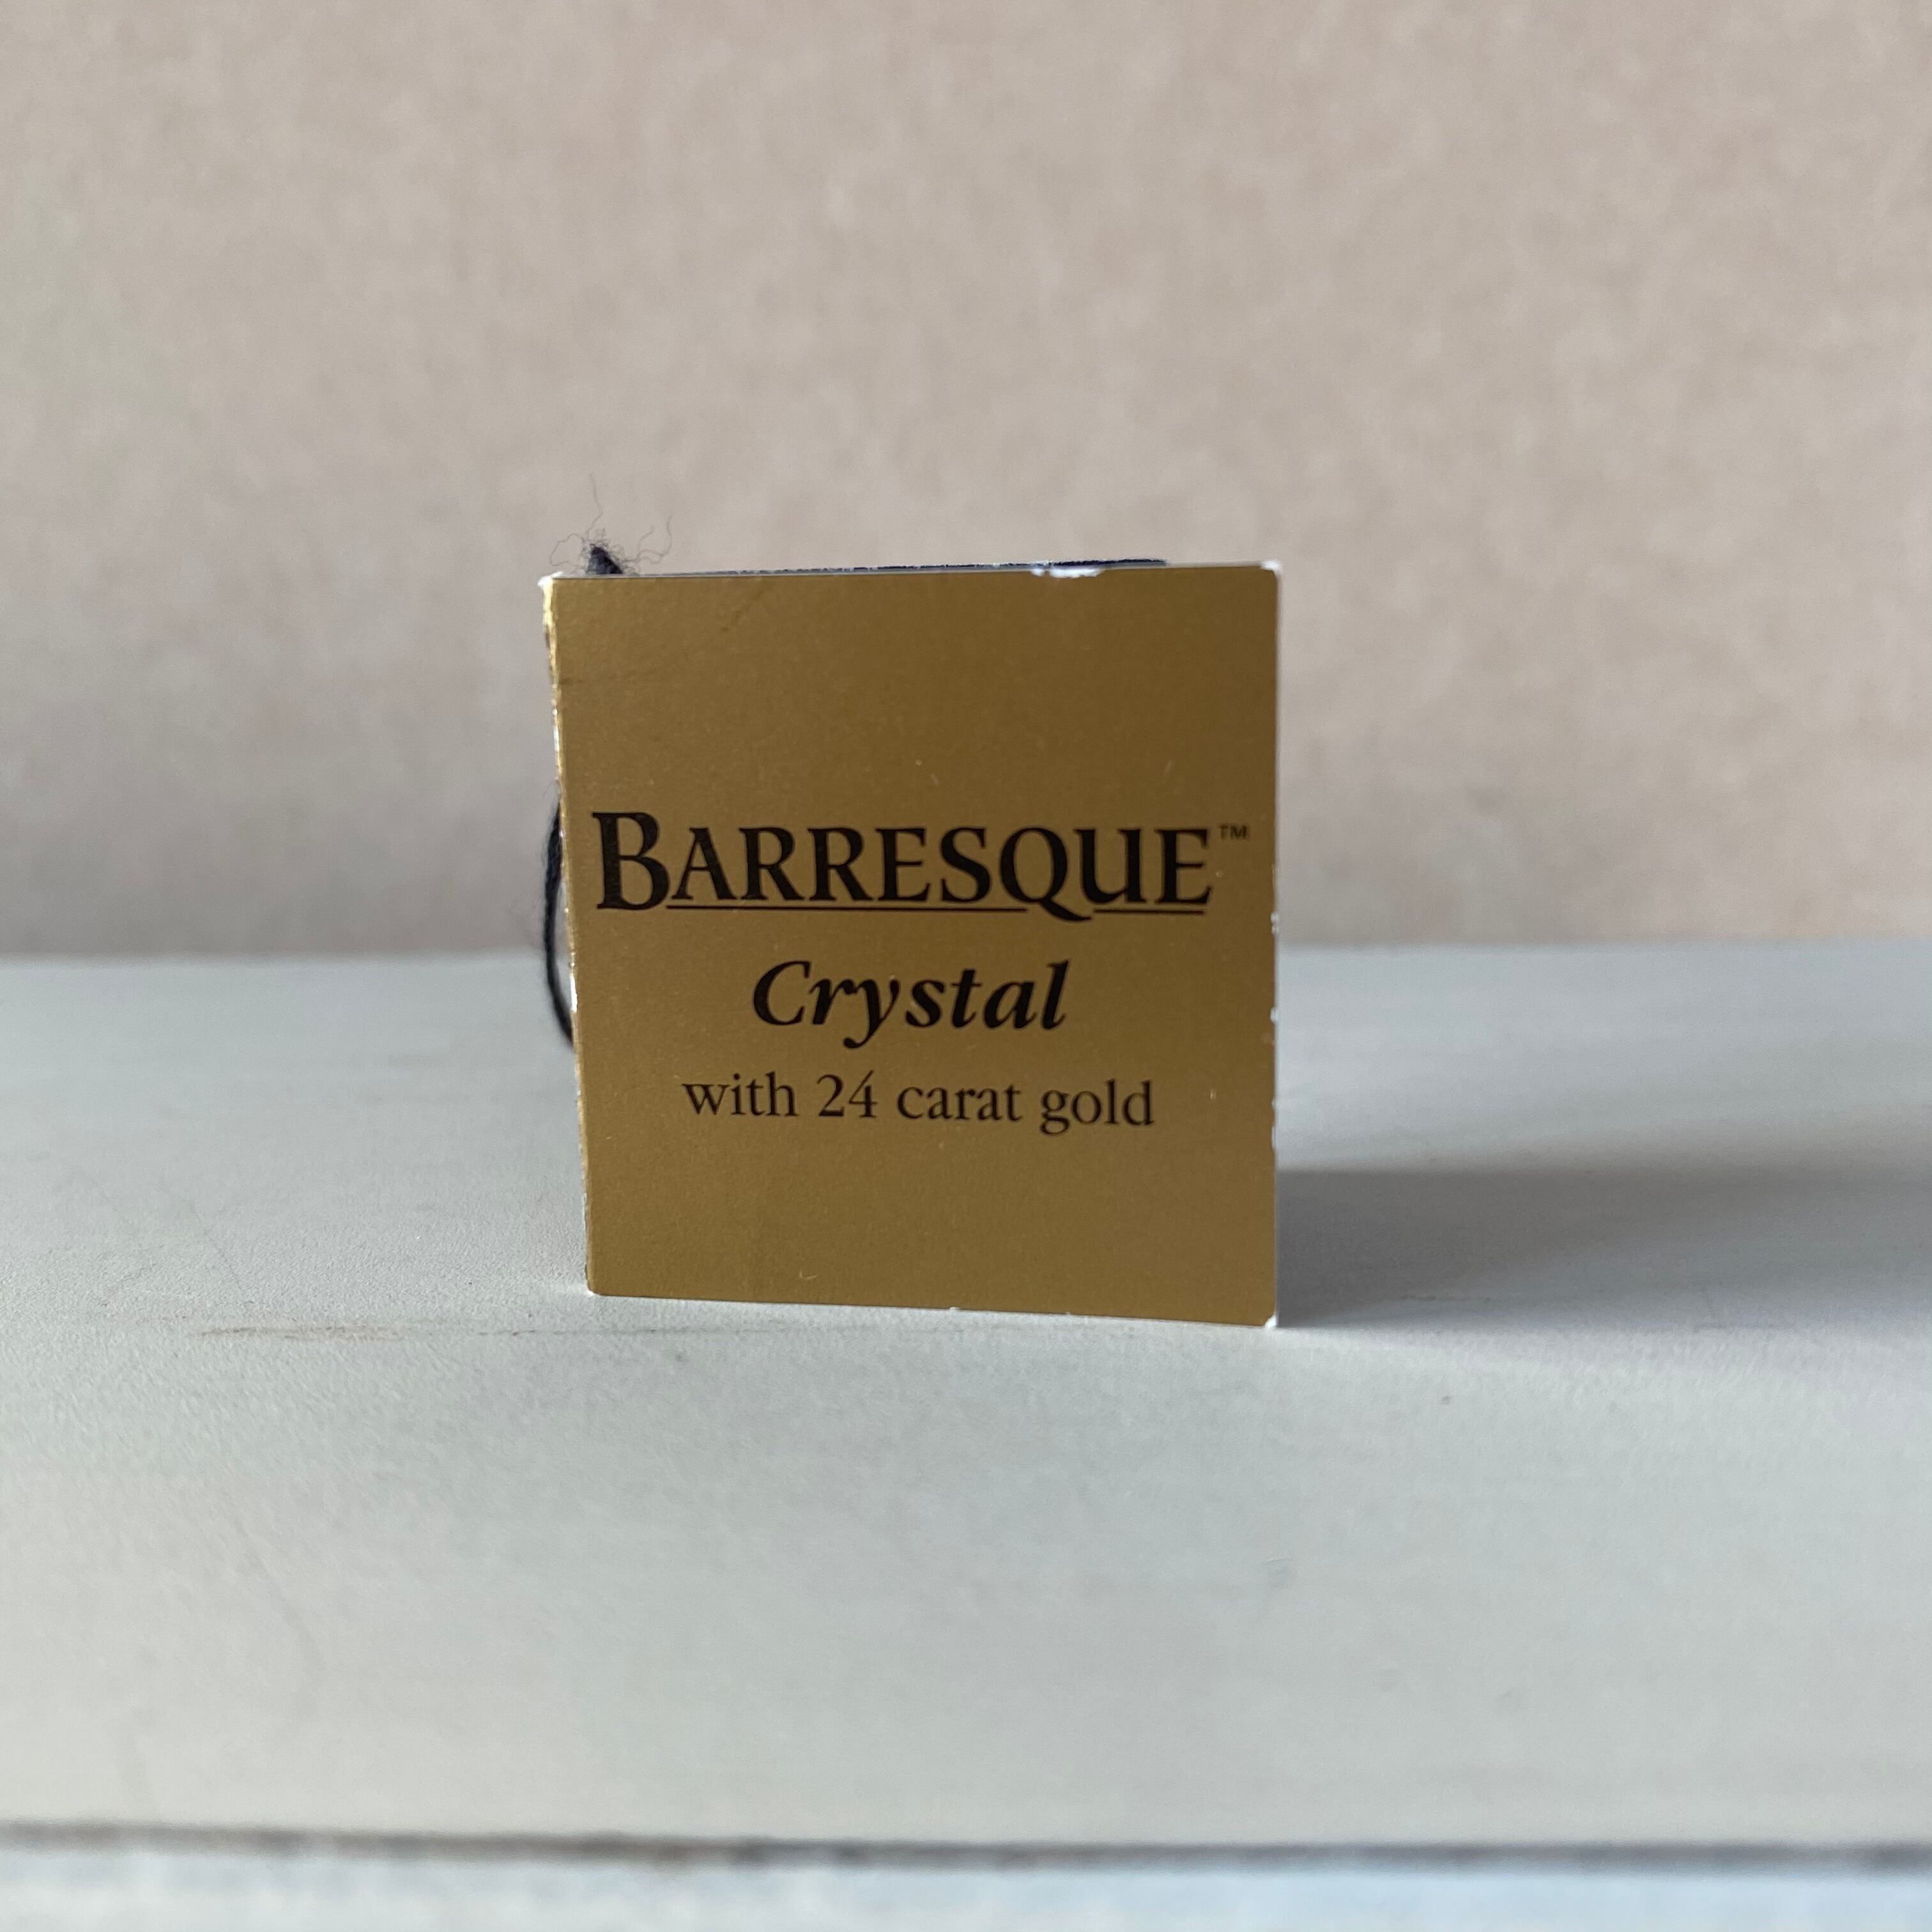 BARRESQUE™
Crystal
with 24 carat gold